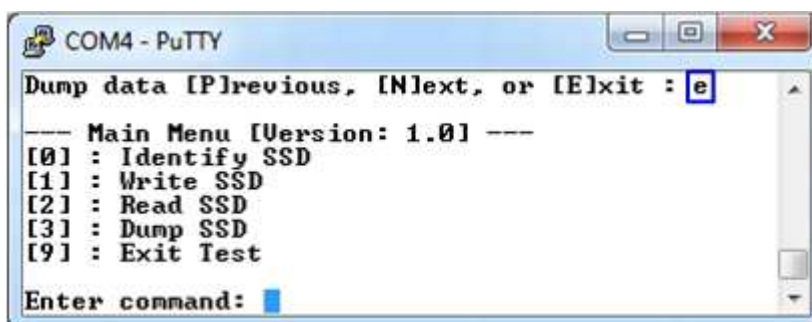 COM4 - PuTTY
Dump data [P]revious, [N]ext, or [E]xit : e
--- Main Menu [Version: 1.0] ---
[0] : Identify SSD
[1] : Write SSD
[2] : Read SSD
[3] : Dump SSD
[9] : Exit Test
Enter command: